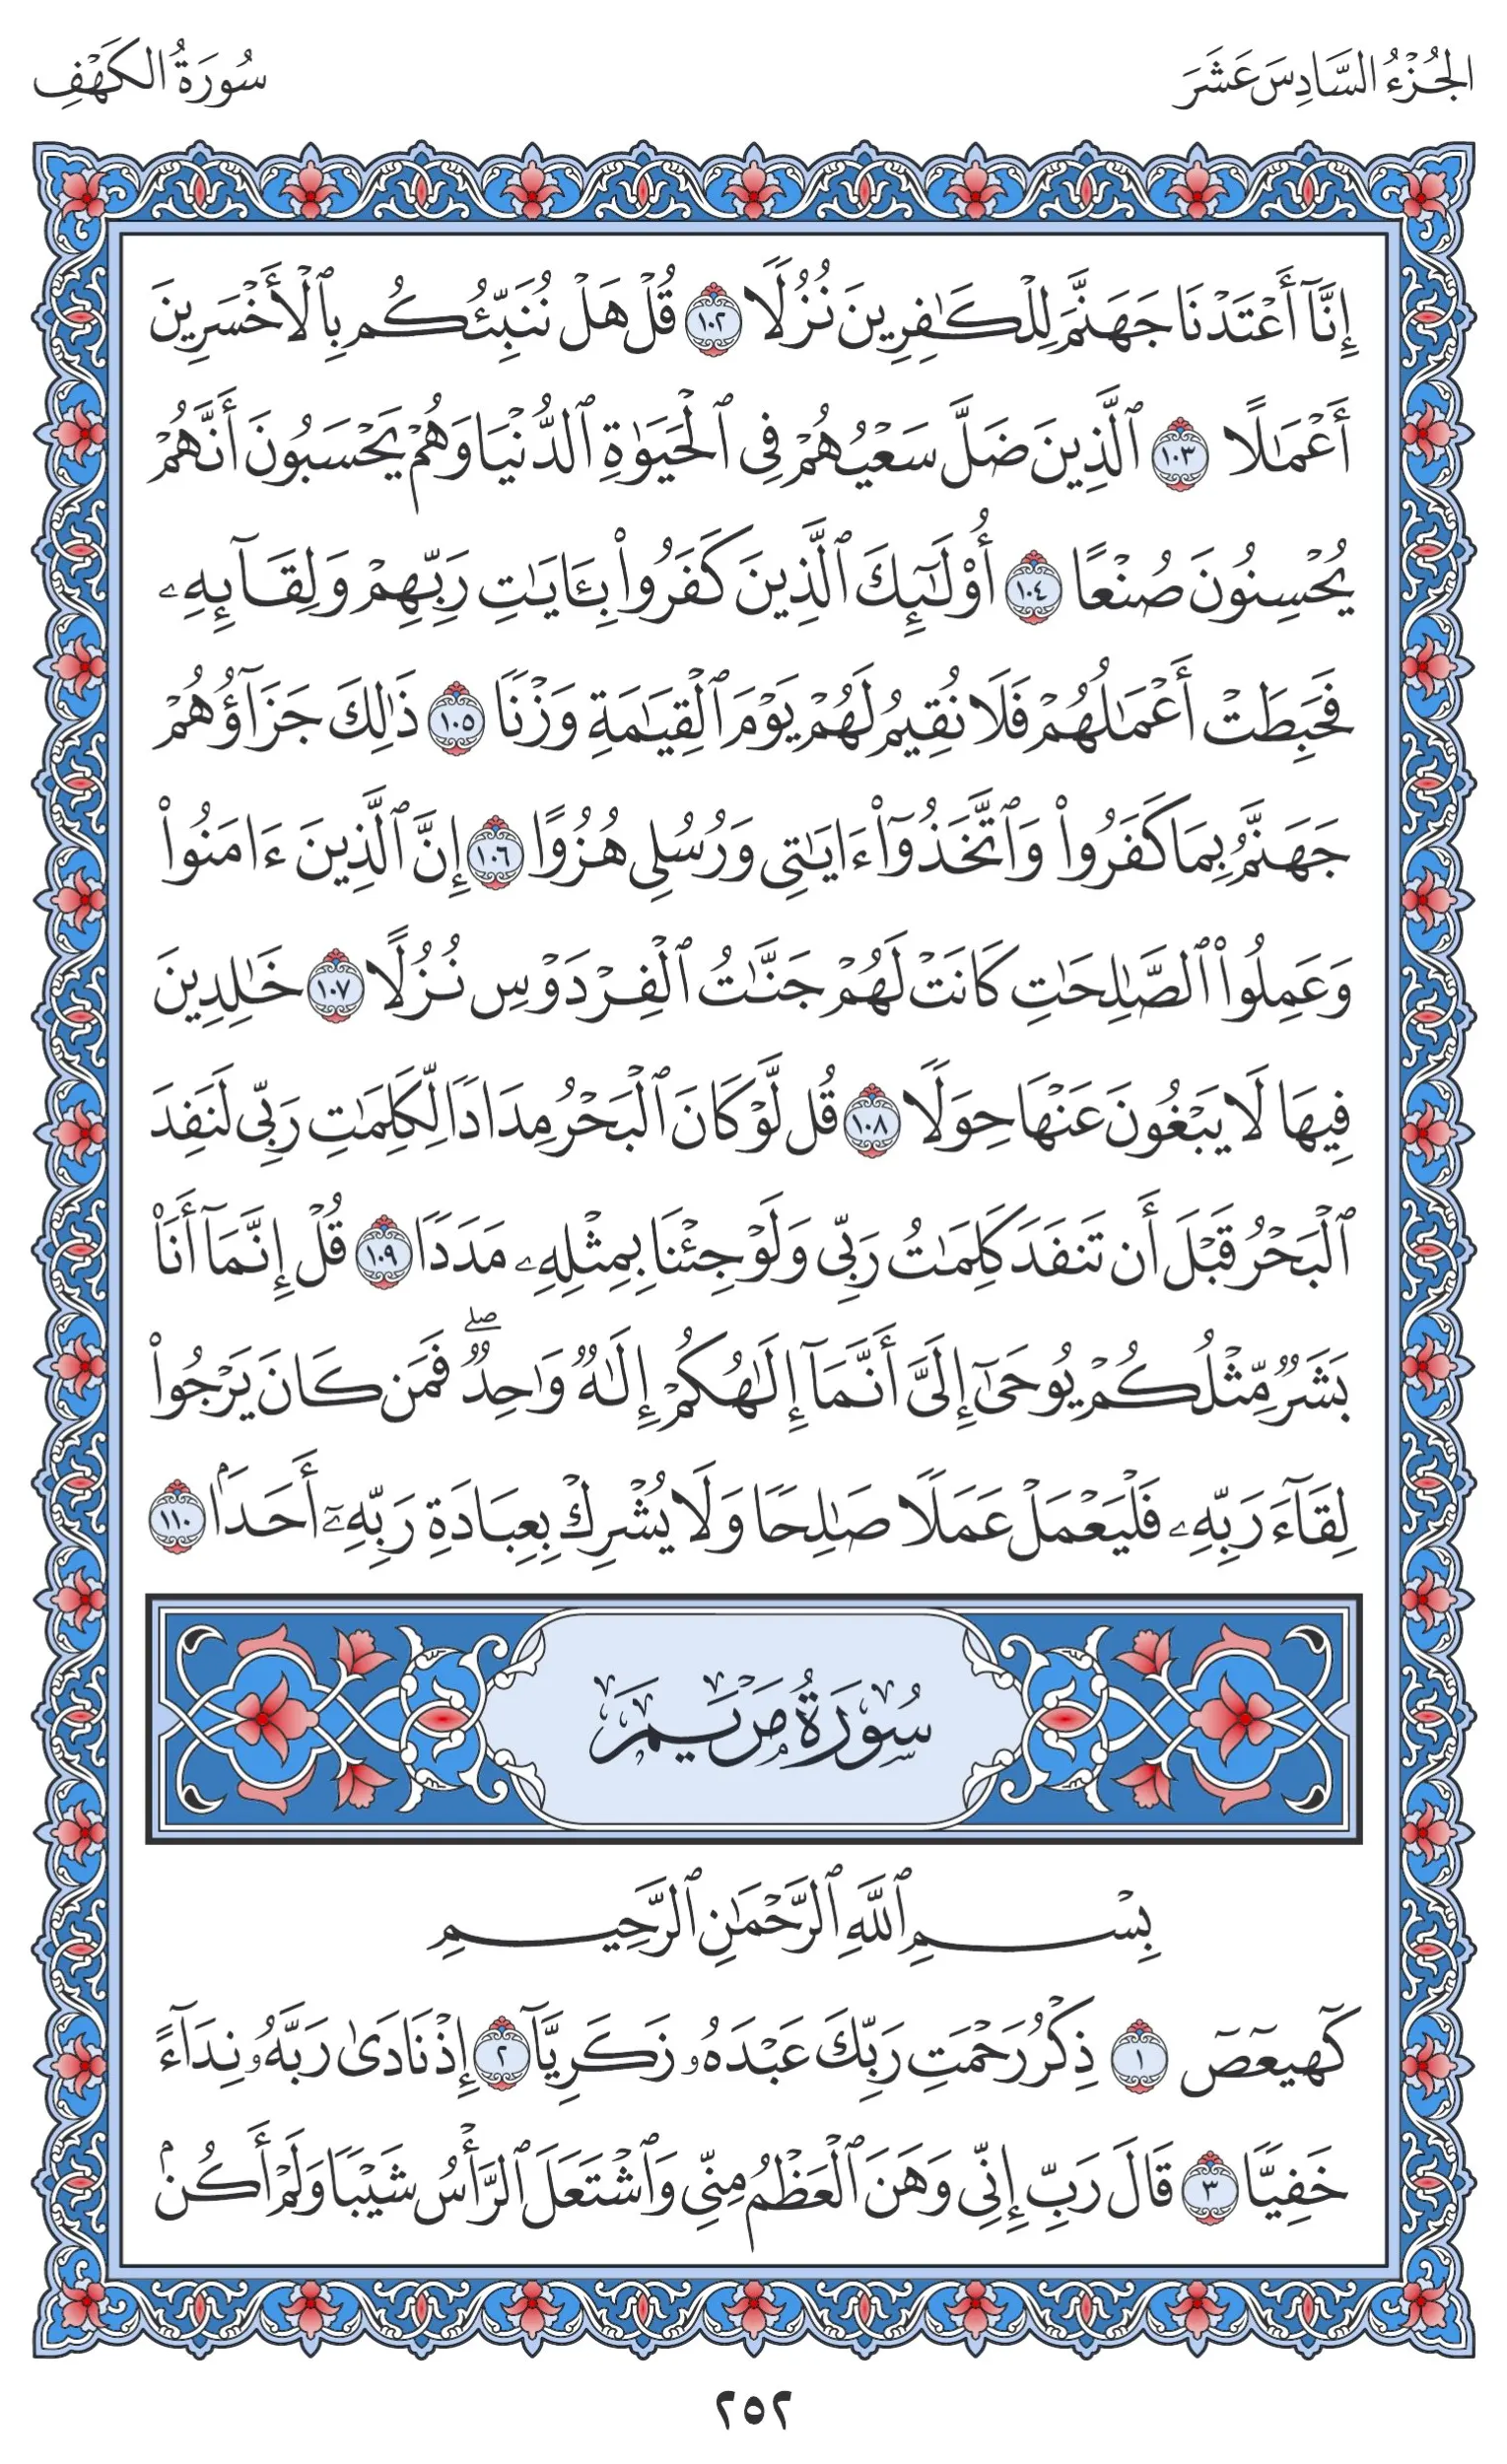 الجُزْءُ السَّادِسَ عَشَرَ
سُورَةُ الكَهْفِ
إِنَّآ أَعْتَدْنَا جَهَنَّمَ لِلْكَٰفِرِينَ نُزُلًا ١٠٢ قُلْ هَلْ نُنَبِّئُكُم بِٱلْأَخْسَرِينَ
أَعْمَٰلًا ١٠٣ ٱلَّذِينَ ضَلَّ سَعْيُهُمْ فِى ٱلْحَيَوٰةِ ٱلدُّنْيَا وَهُمْ يَحْسَبُونَ أَنَّهُمْ
يُحْسِنُونَ صُنْعًا ١٠٤ أُوْلَٰٓئِكَ ٱلَّذِينَ كَفَرُوا۟ بِـَٔايَٰتِ رَبِّهِمْ وَلِقَآئِهِۦ
فَحَبِطَتْ أَعْمَٰلُهُمْ فَلَا نُقِيمُ لَهُمْ يَوْمَ ٱلْقِيَٰمَةِ وَزْنًا ١٠٥ ذَٰلِكَ جَزَآؤُهُمْ
جَهَنَّمُ بِمَا كَفَرُوا۟ وَٱتَّخَذُوٓا۟ ءَايَٰتِى وَرُسُلِى هُزُوًا ١٠٦ إِنَّ ٱلَّذِينَ ءَامَنُوا۟
وَعَمِلُوا۟ ٱلصَّٰلِحَٰتِ كَانَتْ لَهُمْ جَنَّٰتُ ٱلْفِرْدَوْسِ نُزُلًا ١٠٧ خَٰلِدِينَ
فِيهَا لَا يَبْغُونَ عَنْهَا حِوَلًا ١٠٨ قُل لَّوْ كَانَ ٱلْبَحْرُ مِدَادًا لِّكَلِمَٰتِ رَبِّى لَنَفِدَ
ٱلْبَحْرُ قَبْلَ أَن تَنفَدَ كَلِمَٰتُ رَبِّى وَلَوْ جِئْنَا بِمِثْلِهِۦ مَدَدًا ١٠٩ قُلْ إِنَّمَآ أَنَا۠
بَشَرٌ مِّثْلُكُمْ يُوحَىٰٓ إِلَىَّ أَنَّمَآ إِلَٰهُكُمْ إِلَٰهٌ وَٰحِدٌ ۖ فَمَن كَانَ يَرْجُوا۟
لِقَآءَ رَبِّهِۦ فَلْيَعْمَلْ عَمَلًا صَٰلِحًا وَلَا يُشْرِكْ بِعِبَادَةِ رَبِّهِۦٓ أَحَدَۢا ١١٠
سُورَةُ مَرْيَمَ
بِسْمِ ٱللَّهِ ٱلرَّحْمَٰنِ ٱلرَّحِيمِ
كٓهيعٓصٓ ١ ذِكْرُ رَحْمَتِ رَبِّكَ عَبْدَهُۥ زَكَرِيَّآ ٢ إِذْ نَادَىٰ رَبَّهُۥ نِدَآءً
خَفِيًّا ٣ قَالَ رَبِّ إِنِّى وَهَنَ ٱلْعَظْمُ مِنِّى وَٱشْتَعَلَ ٱلرَّأْسُ شَيْبًا وَلَمْ أَكُنۢ
٢٥٢